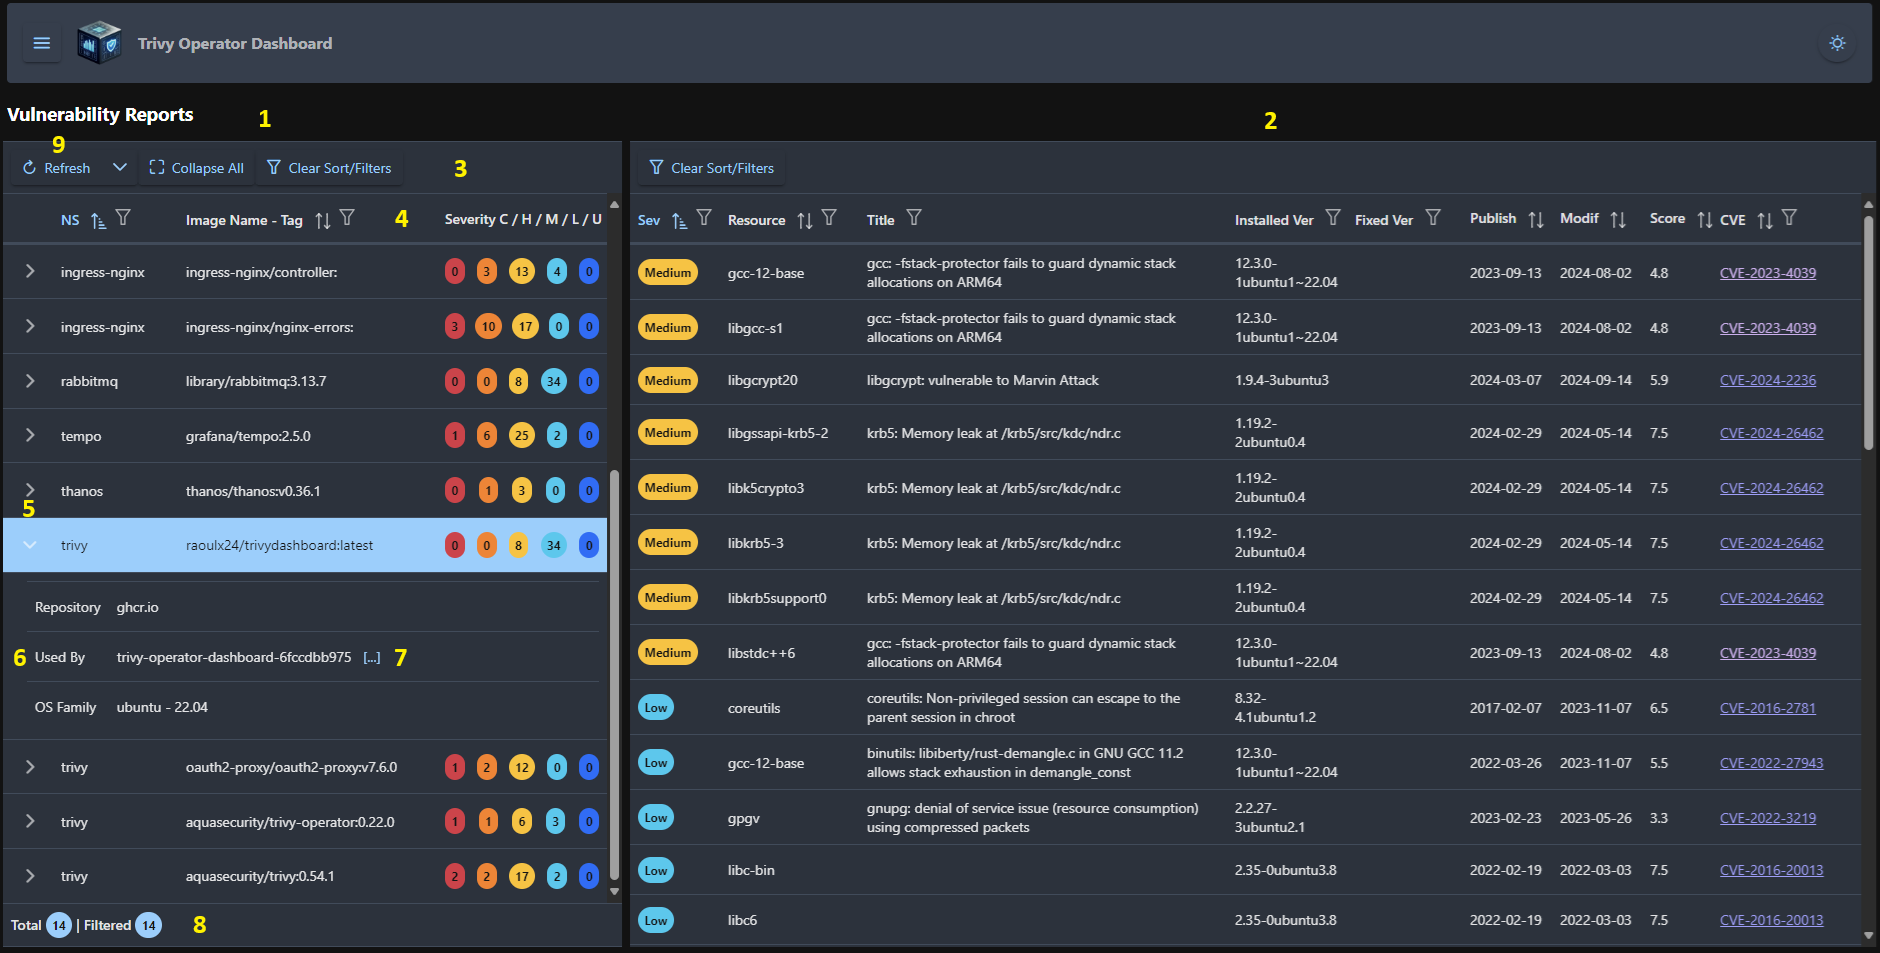 Trivy Operator Dashboard
Vulnerability Reports
1
2
9
Refresh Collapse All Clear Sort/Filters 3
NS Image Name - Tag 4 Severity C / H / M / L / U
ingress-nginx ingress-nginx/controller: 0 3 13 4 0
ingress-nginx ingress-nginx/nginx-errors: 3 10 17 0 0
rabbitmq library/rabbitmq:3.13.7 0 0 8 34 0
tempo grafana/tempo:2.5.0 1 6 25 2 0
thanos thanos/thanos:v0.36.1 0 1 3 0 0
5
trivy raoulx24/trivydashboard:latest 0 0 8 34 0
Repository ghcr.io
6 Used By trivy-operator-dashboard-6fccdbb975 [...] 7
OS Family ubuntu - 22.04
trivy oauth2-proxy/oauth2-proxy:v7.6.0 1 2 12 0 0
trivy aquasecurity/trivy-operator:0.22.0 1 1 6 3 0
trivy aquasecurity/trivy:0.54.1 2 2 17 2 0
Total 14 | Filtered 14 8
Clear Sort/Filters
Sev Resource Title Installed Ver Fixed Ver Publish Modif Score CVE
Medium gcc-12-base gcc: -fstack-protector fails to guard dynamic stack allocations on ARM64 12.3.0-1ubuntu1~22.04 2023-09-13 2024-08-02 4.8 CVE-2023-4039
Medium libgcc-s1 gcc: -fstack-protector fails to guard dynamic stack allocations on ARM64 12.3.0-1ubuntu1~22.04 2023-09-13 2024-08-02 4.8 CVE-2023-4039
Medium libgcrypt20 libgcrypt: vulnerable to Marvin Attack 1.9.4-3ubuntu3 2024-03-07 2024-09-14 5.9 CVE-2024-2236
Medium libgssapi-krb5-2 krb5: Memory leak at /krb5/src/kdc/ndr.c 1.19.2-2ubuntu0.4 2024-02-29 2024-05-14 7.5 CVE-2024-26462
Medium libk5crypto3 krb5: Memory leak at /krb5/src/kdc/ndr.c 1.19.2-2ubuntu0.4 2024-02-29 2024-05-14 7.5 CVE-2024-26462
Medium libkrb5-3 krb5: Memory leak at /krb5/src/kdc/ndr.c 1.19.2-2ubuntu0.4 2024-02-29 2024-05-14 7.5 CVE-2024-26462
Medium libkrb5support0 krb5: Memory leak at /krb5/src/kdc/ndr.c 1.19.2-2ubuntu0.4 2024-02-29 2024-05-14 7.5 CVE-2024-26462
Medium libstdc++6 gcc: -fstack-protector fails to guard dynamic stack allocations on ARM64 12.3.0-1ubuntu1~22.04 2023-09-13 2024-08-02 4.8 CVE-2023-4039
Low coreutils coreutils: Non-privileged session can escape to the parent session in chroot 8.32-4.1ubuntu1.2 2017-02-07 2023-11-07 6.5 CVE-2016-2781
Low gcc-12-base binutils: libiberty/rust-demangle.c in GNU GCC 11.2 allows stack exhaustion in demangle_const 12.3.0-1ubuntu1~22.04 2022-03-26 2023-11-07 5.5 CVE-2022-27943
Low gpgv gnupg: denial of service issue (resource consumption) using compressed packets 2.2.27-3ubuntu2.1 2023-02-23 2023-05-26 3.3 CVE-2022-3219
Low libc-bin 2.35-0ubuntu3.8 2022-02-19 2022-03-03 7.5 CVE-2016-20013
Low libc6 2.35-0ubuntu3.8 2022-02-19 2022-03-03 7.5 CVE-2016-20013